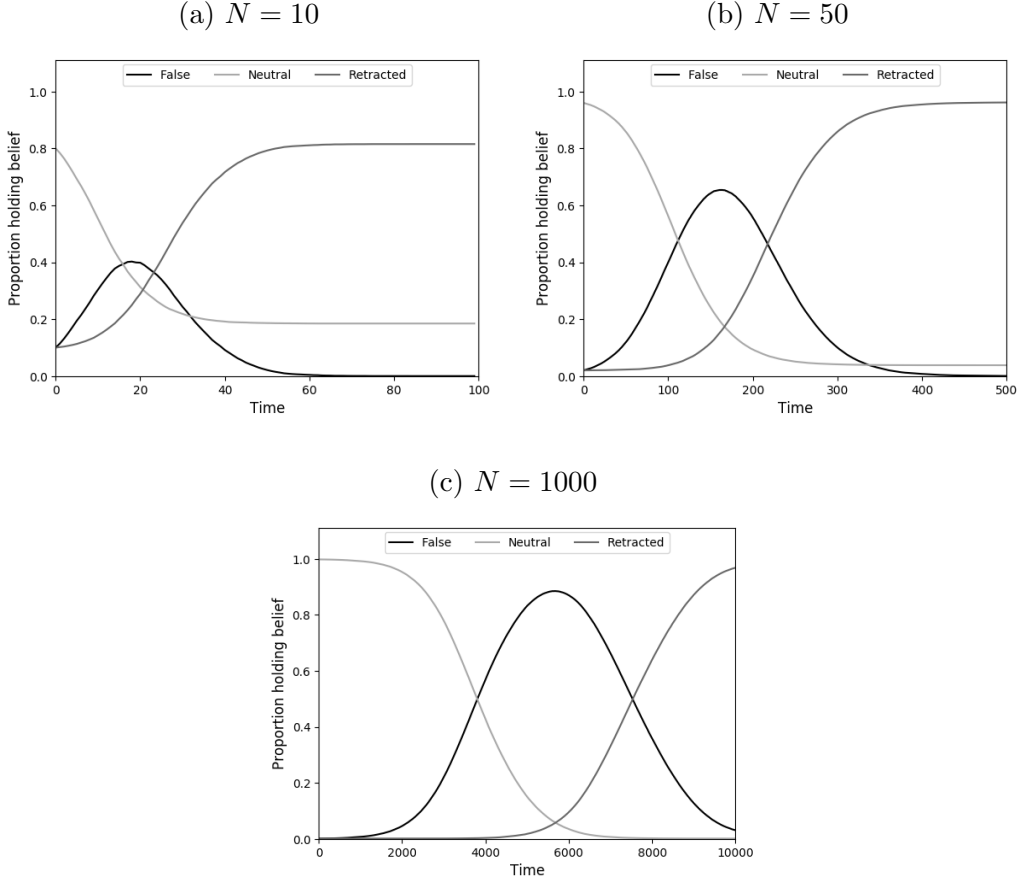 (a) N = 10
False Neutral Retracted
1.0
0.8
0.6
0.4
0.2
0.0
Proportion holding belief
0 20 40 60 80 100
Time
(b) N = 50
False Neutral Retracted
1.0
0.8
0.6
0.4
0.2
0.0
Proportion holding belief
0 100 200 300 400 500
Time
(c) N = 1000
False Neutral Retracted
1.0
0.8
0.6
0.4
0.2
0.0
Proportion holding belief
0 2000 4000 6000 8000 10000
Time